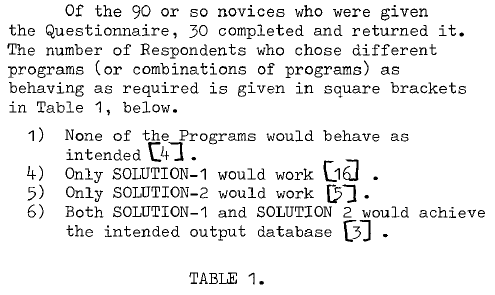 Of the 90 or so novices who were given
the Questionnaire, 30 completed and returned it.
The number of Respondents who chose different
programs (or combinations of programs) as
behaving as required is given in square brackets
in Table 1, below.
1) None of the Programs would behave as
intended [4].
4) Only SOLUTION-1 would work [16] .
5) Only SOLUTION-2 would work [5] .
6) Both SOLUTION-1 and SOLUTION 2 would achieve
the intended output database [3] .
TABLE 1.